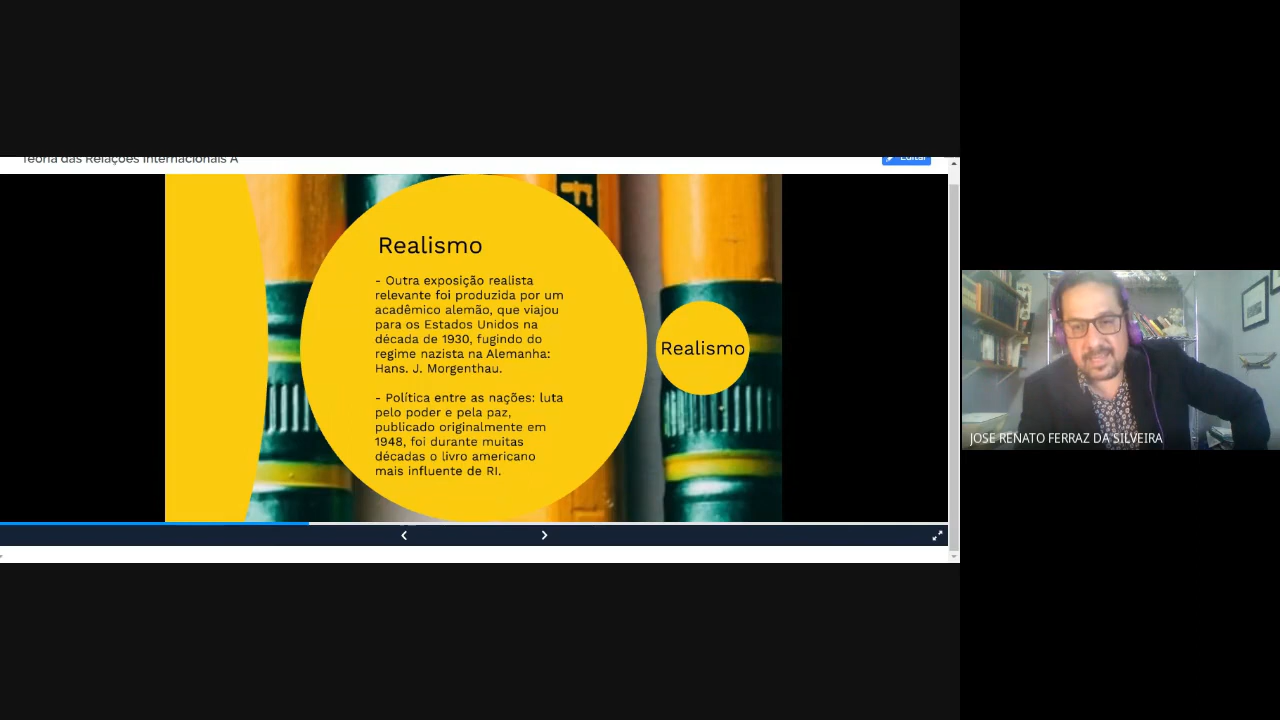 Teoria das Relações Internacionais A
Editar
Realismo
- Outra exposição realista
relevante foi produzida por um
acadêmico alemão, que viajou
para os Estados Unidos na
década de 1930, fugindo do
regime nazista na Alemanha:
Hans. J. Morgenthau.
- Política entre as nações: luta
pelo poder e pela paz,
publicado originalmente em
1948, foi durante muitas
décadas o livro americano
mais influente de RI.
Realismo
JOSE RENATO FERRAZ DA SILVEIRA